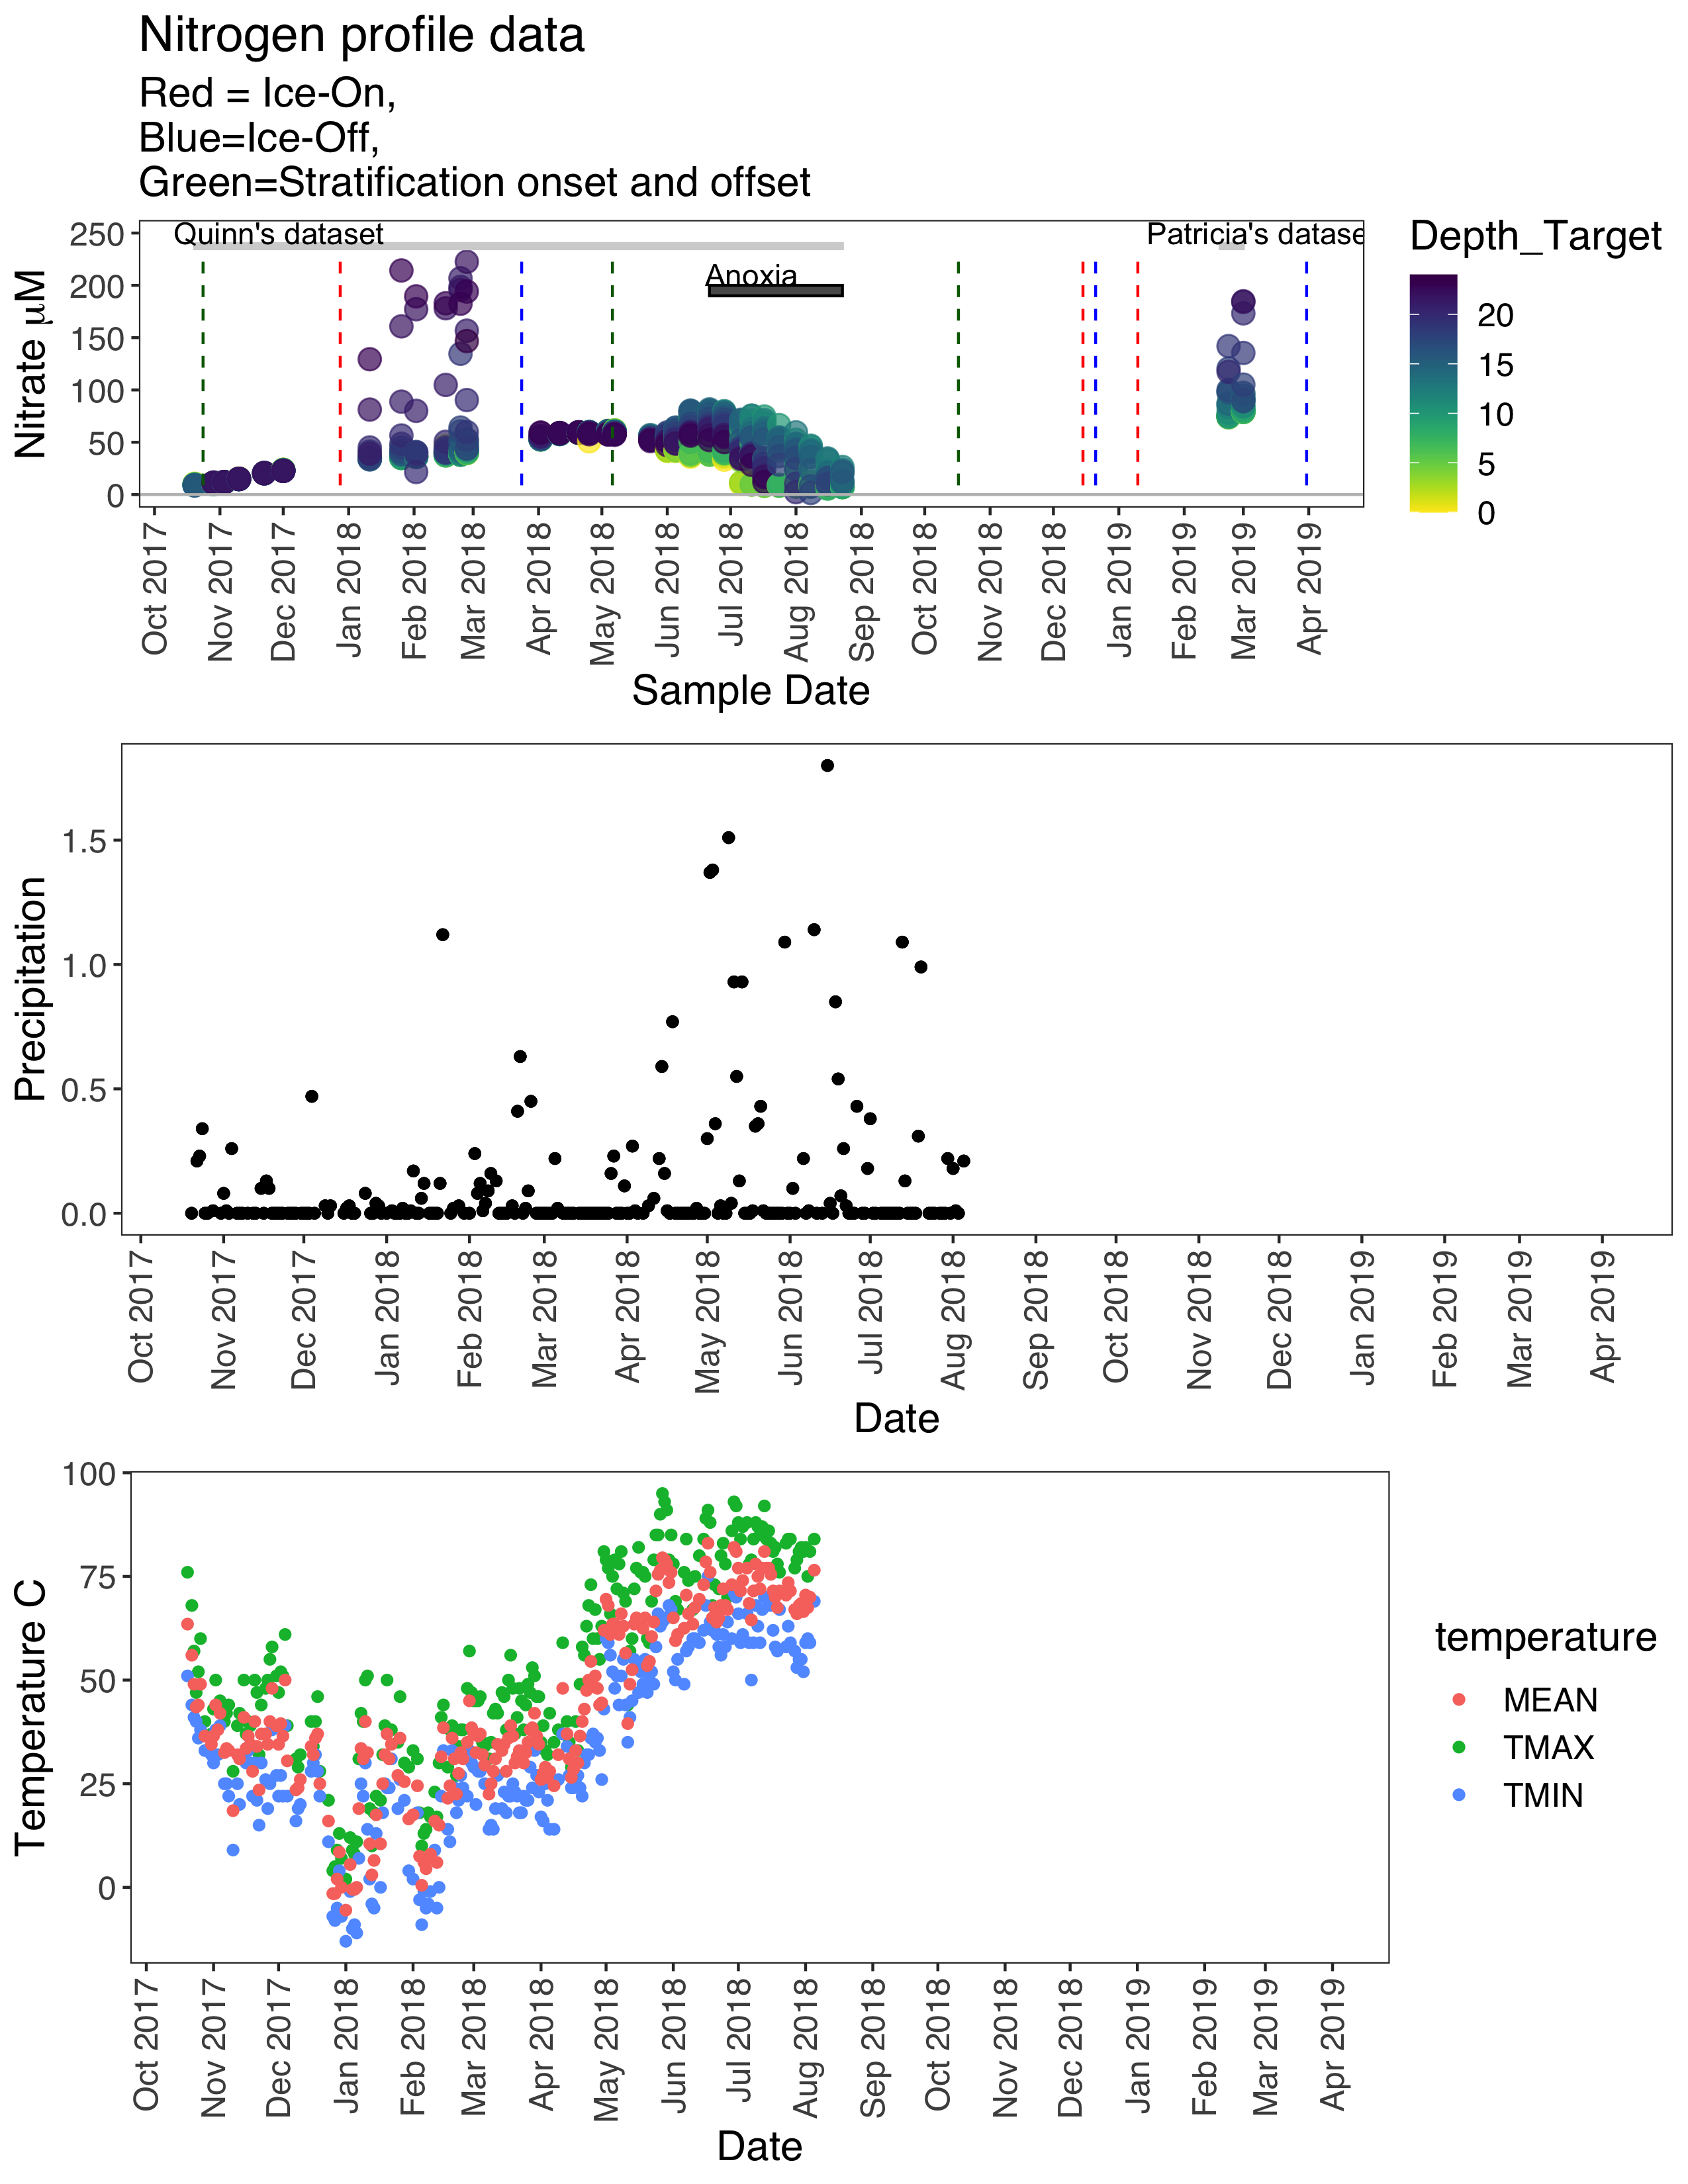 Nitrogen profile data
Red = Ice-On,
Blue=Ice-Off,
Green=Stratification onset and offset
Quinn's dataset
Patricia's datase
Anoxia
Nitrate µM
250
200
150
100
50
0
Oct 2017
Nov 2017
Dec 2017
Jan 2018
Feb 2018
Mar 2018
Apr 2018
May 2018
Jun 2018
Jul 2018
Aug 2018
Sep 2018
Oct 2018
Nov 2018
Dec 2018
Jan 2019
Feb 2019
Mar 2019
Apr 2019
Sample Date
Depth_Target
20
15
10
5
0
Precipitation
1.5
1.0
0.5
0.0
Oct 2017
Nov 2017
Dec 2017
Jan 2018
Feb 2018
Mar 2018
Apr 2018
May 2018
Jun 2018
Jul 2018
Aug 2018
Sep 2018
Oct 2018
Nov 2018
Dec 2018
Jan 2019
Feb 2019
Mar 2019
Apr 2019
Date
Temperature C
100
75
50
25
0
Oct 2017
Nov 2017
Dec 2017
Jan 2018
Feb 2018
Mar 2018
Apr 2018
May 2018
Jun 2018
Jul 2018
Aug 2018
Sep 2018
Oct 2018
Nov 2018
Dec 2018
Jan 2019
Feb 2019
Mar 2019
Apr 2019
Date
temperature
MEAN
TMAX
TMIN